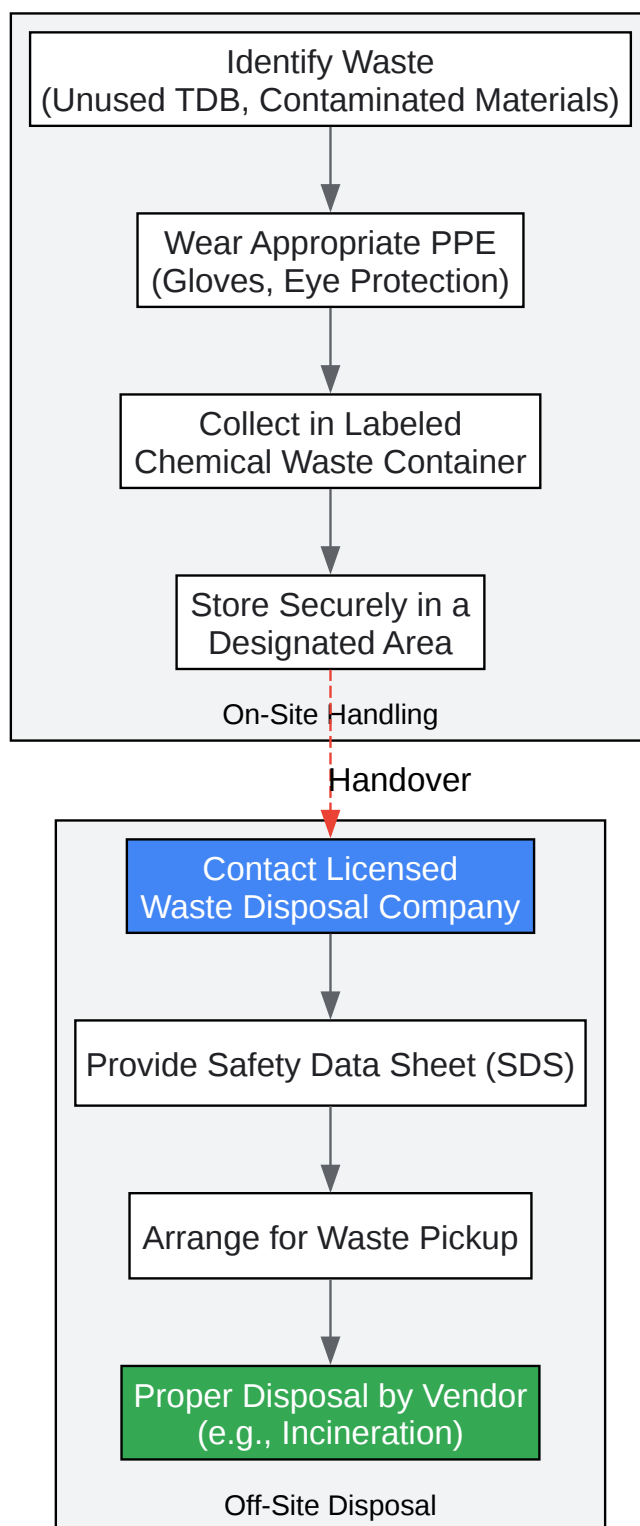 Identify Waste
(Unused TDB, Contaminated Materials)
Wear Appropriate PPE
(Gloves, Eye Protection)
Collect in Labeled
Chemical Waste Container
Store Securely in a
Designated Area
On-Site Handling
Handover
Contact Licensed
Waste Disposal Company
Provide Safety Data Sheet (SDS)
Arrange for Waste Pickup
Proper Disposal by Vendor
(e.g., Incineration)
Off-Site Disposal